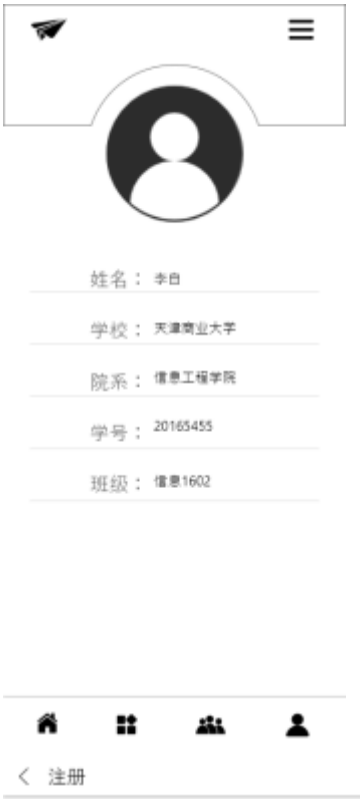 姓名： 李白
学校： 天津商业大学
院系： 信息工程学院
学号： 20165455
班级： 信息1602
注册